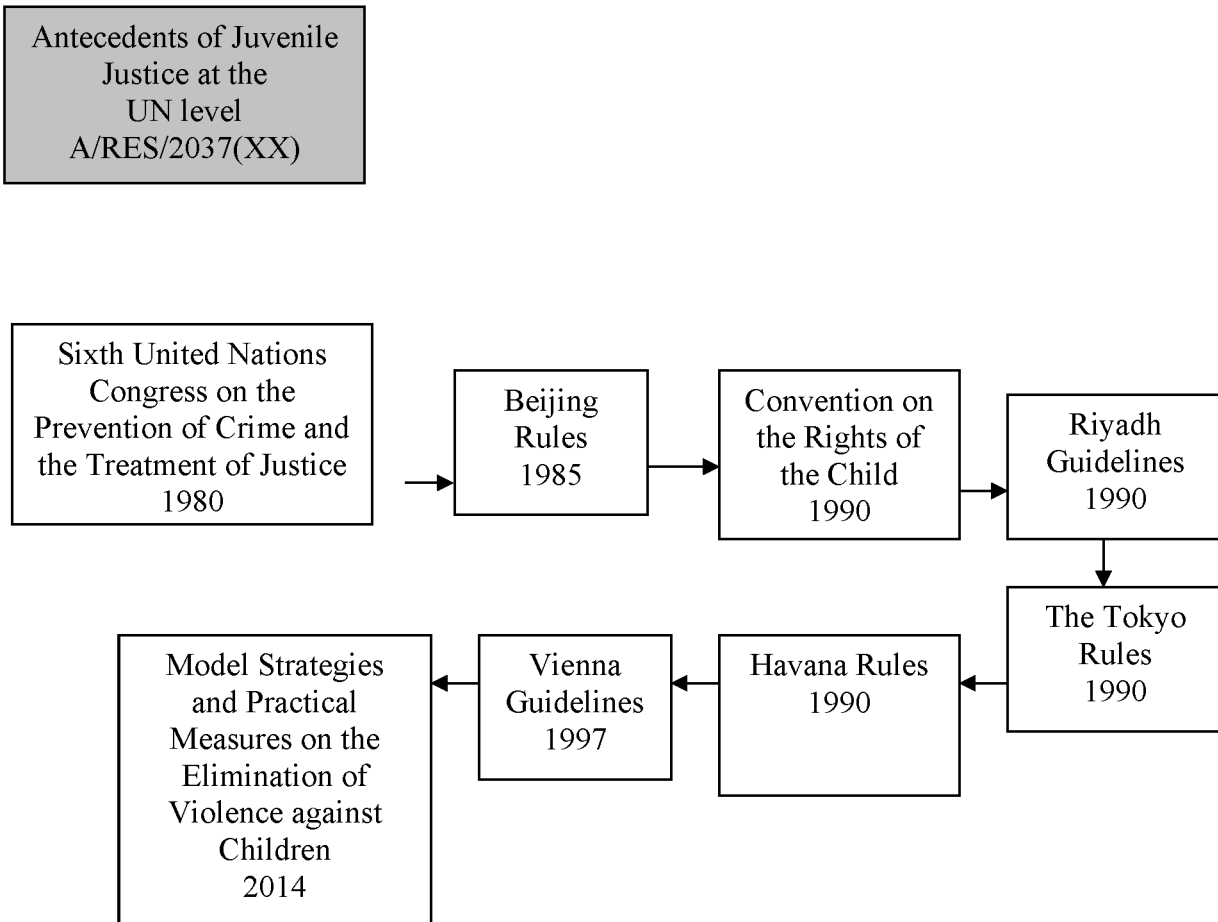 Antecedents of Juvenile
Justice at the
UN level
A/RES/2037(XX)
Sixth United Nations
Congress on the
Prevention of Crime and
the Treatment of Justice
1980
Beijing
Rules
1985
Convention on
the Rights of
the Child
1990
Riyadh
Guidelines
1990
The Tokyo
Rules
1990
Havana Rules
1990
Vienna
Guidelines
1997
Model Strategies
and Practical
Measures on the
Elimination of
Violence against
Children
2014